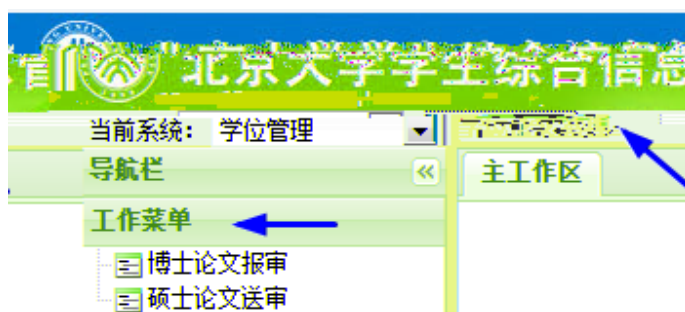 北京大学学生综合信息
当前系统： 学位管理
导航栏
主工作区
工作菜单
博士论文报审
硕士论文送审